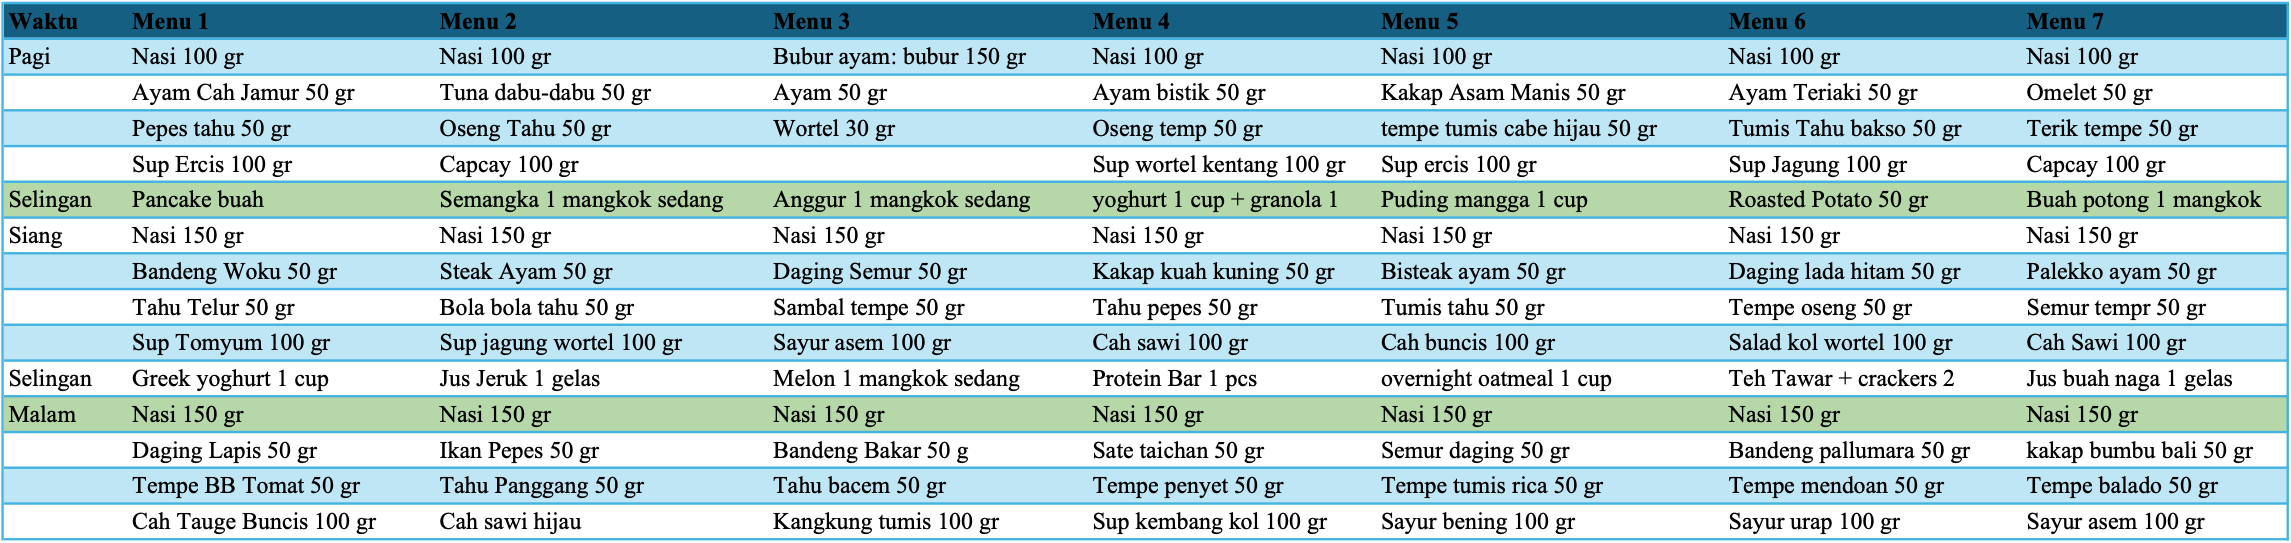 Waktu Menu 1 Menu 2 Menu 3 Menu 4 Menu 5 Menu 6 Menu 7
Pagi Nasi 100 gr Nasi 100 gr Bubur ayam: bubur 150 gr Nasi 100 gr Nasi 100 gr Nasi 100 gr Nasi 100 gr
Ayam Cah Jamur 50 gr Tuna dabu-dabu 50 gr Ayam 50 gr Ayam bistik 50 gr Kakap Asam Manis 50 gr Ayam Teriaki 50 gr Omelet 50 gr
Pepes tahu 50 gr Oseng Tahu 50 gr Wortel 30 gr Oseng temp 50 gr tempe tumis cabe hijau 50 gr Tumis Tahu bakso 50 gr Terik tempe 50 gr
Sup Ercis 100 gr Capcay 100 gr Sup wortel kentang 100 gr Sup ercis 100 gr Sup Jagung 100 gr Capcay 100 gr
Selingan Pancake buah Semangka 1 mangkok sedang Anggur 1 mangkok sedang yoghurt 1 cup + granola 1 Puding mangga 1 cup Roasted Potato 50 gr Buah potong 1 mangkok
Siang Nasi 150 gr Nasi 150 gr Nasi 150 gr Nasi 150 gr Nasi 150 gr Nasi 150 gr Nasi 150 gr
Bandeng Woku 50 gr Steak Ayam 50 gr Daging Semur 50 gr Kakap kuah kuning 50 gr Bisteak ayam 50 gr Daging lada hitam 50 gr Palekko ayam 50 gr
Tahu Telur 50 gr Bola bola tahu 50 gr Sambal tempe 50 gr Tahu pepes 50 gr Tumis tahu 50 gr Tempe oseng 50 gr Semur tempr 50 gr
Sup Tomyum 100 gr Sup jagung wortel 100 gr Sayur asem 100 gr Cah sawi 100 gr Cah buncis 100 gr Salad kol wortel 100 gr Cah Sawi 100 gr
Selingan Greek yoghurt 1 cup Jus Jeruk 1 gelas Melon 1 mangkok sedang Protein Bar 1 pcs overnight oatmeal 1 cup Teh Tawar + crackers 2 Jus buah naga 1 gelas
Malam Nasi 150 gr Nasi 150 gr Nasi 150 gr Nasi 150 gr Nasi 150 gr Nasi 150 gr Nasi 150 gr
Daging Lapis 50 gr Ikan Pepes 50 gr Bandeng Bakar 50 g Sate taichan 50 gr Semur daging 50 gr Bandeng pallumara 50 gr kakap bumbu bali 50 gr
Tempe BB Tomat 50 gr Tahu Panggang 50 gr Tahu bacem 50 gr Tempe penyet 50 gr Tempe tumis rica 50 gr Tempe mendoan 50 gr Tempe balado 50 gr
Cah Tauge Buncis 100 gr Cah sawi hijau Kangkung tumis 100 gr Sup kembang kol 100 gr Sayur bening 100 gr Sayur urap 100 gr Sayur asem 100 gr